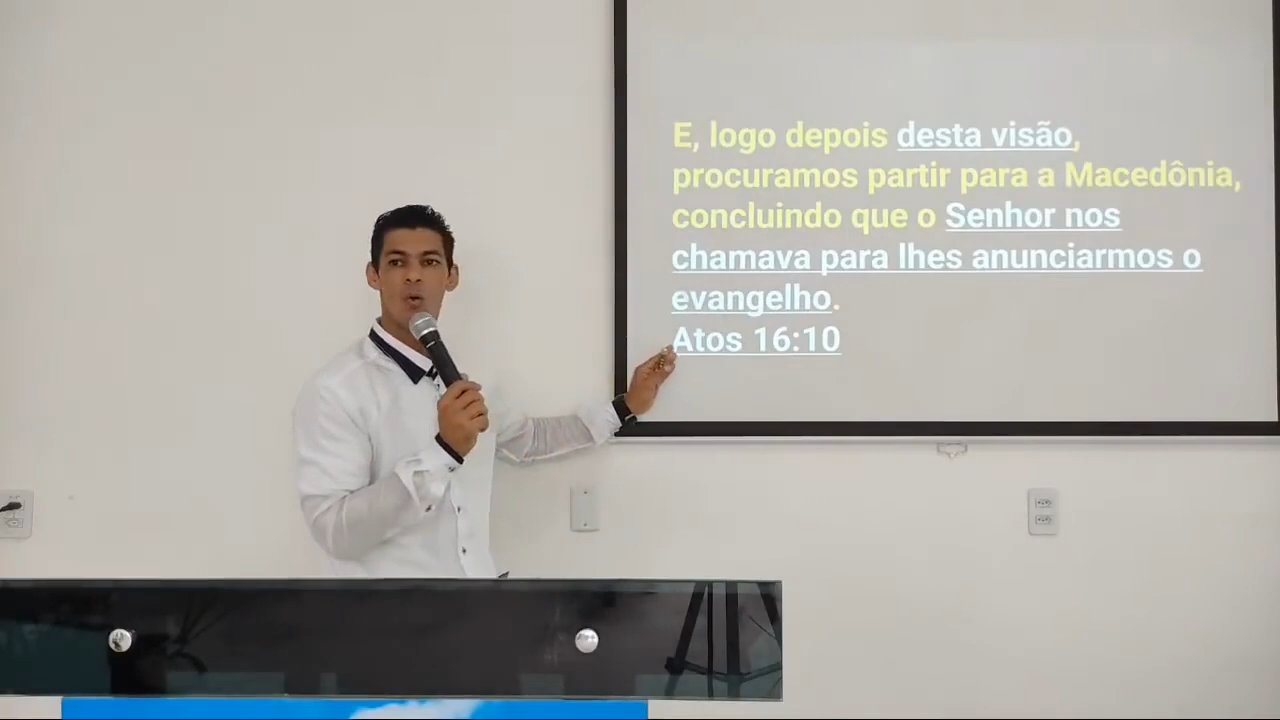 E, logo depois desta visão,
procuramos partir para a Macedônia,
concluindo que o Senhor nos
chamava para lhes anunciarmos o
evangelho.
Atos 16:10